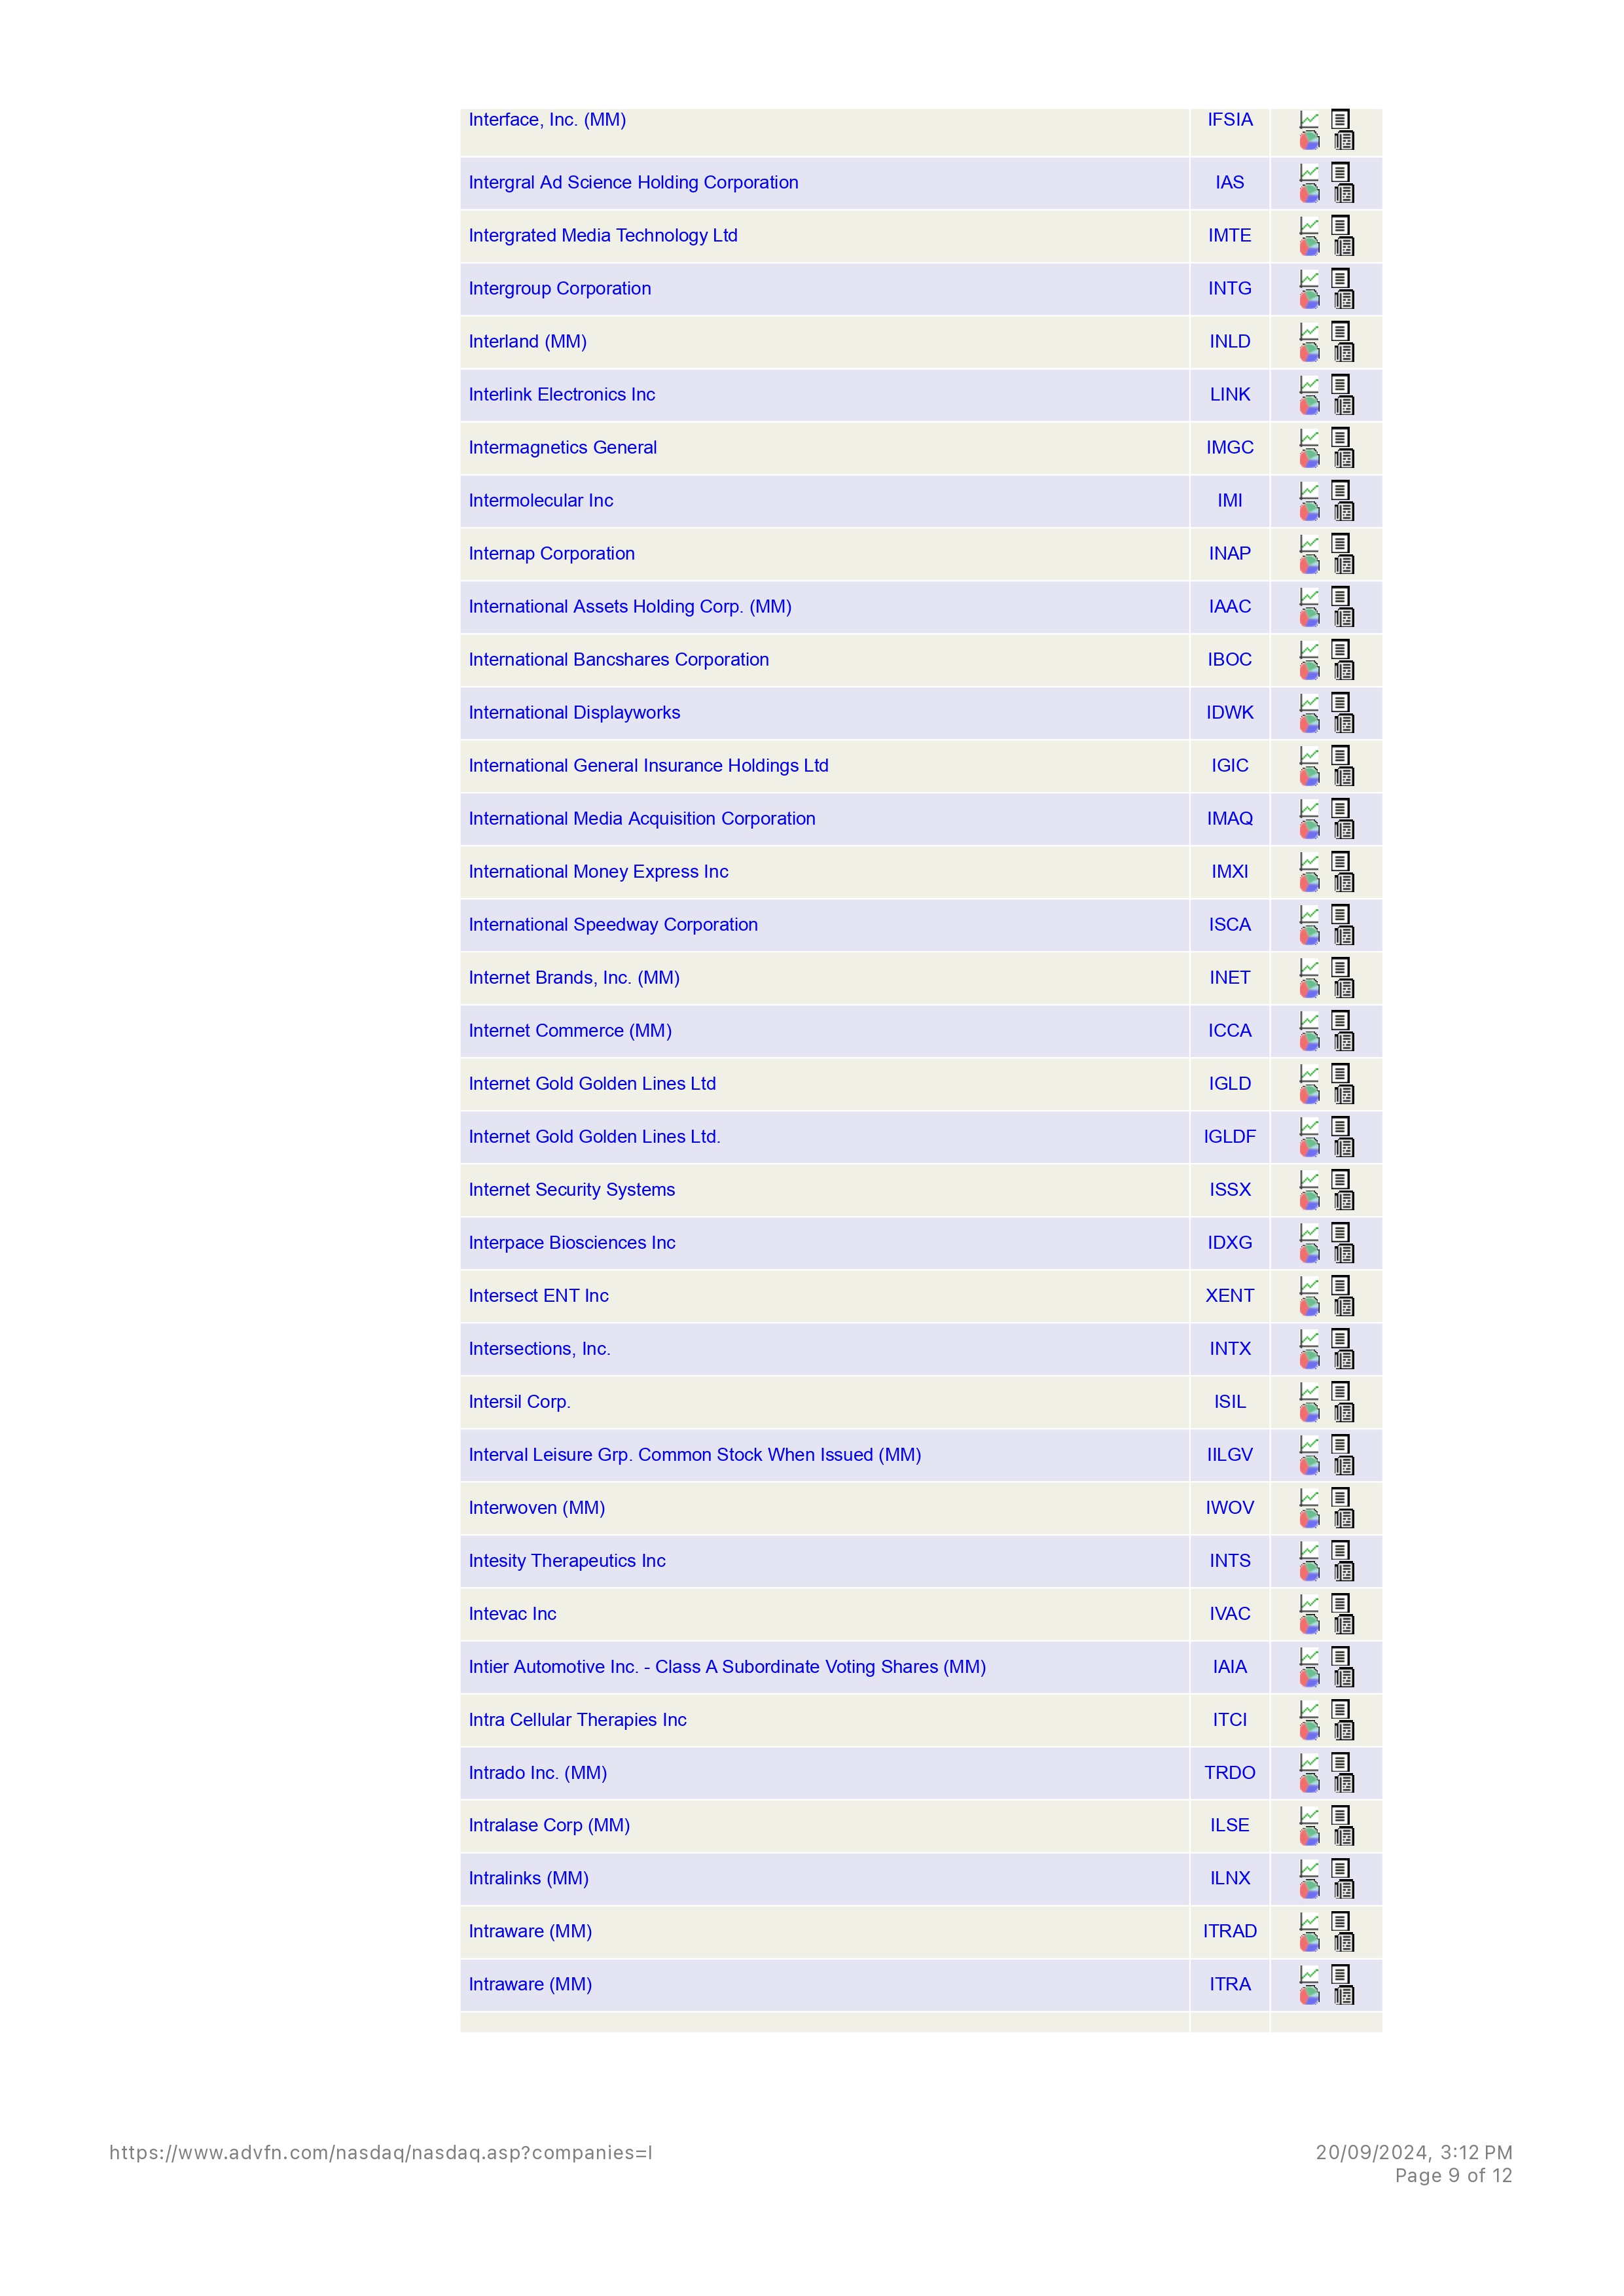 Interface, Inc. (MM) IFSIA
Intergral Ad Science Holding Corporation IAS
Intergrated Media Technology Ltd IMTE
Intergroup Corporation INTG
Interland (MM) INLD
Interlink Electronics Inc LINK
Intermagnetics General IMGC
Intermolecular Inc IMI
Internap Corporation INAP
International Assets Holding Corp. (MM) IAAC
International Bancshares Corporation IBOC
International Displayworks IDWK
International General Insurance Holdings Ltd IGIC
International Media Acquisition Corporation IMAQ
International Money Express Inc IMXI
International Speedway Corporation ISCA
Internet Brands, Inc. (MM) INET
Internet Commerce (MM) ICCA
Internet Gold Golden Lines Ltd IGLD
Internet Gold Golden Lines Ltd. IGLDF
Internet Security Systems ISSX
Interpace Biosciences Inc IDXG
Intersect ENT Inc XENT
Intersections, Inc. INTX
Intersil Corp. ISIL
Interval Leisure Grp. Common Stock When Issued (MM) IILGV
Interwoven (MM) IWOV
Intesity Therapeutics Inc INTS
Intevac Inc IVAC
Intier Automotive Inc. - Class A Subordinate Voting Shares (MM) IAIA
Intra Cellular Therapies Inc ITCI
Intrado Inc. (MM) TRDO
Intralase Corp (MM) ILSE
Intralinks (MM) ILNX
Intraware (MM) ITRAD
Intraware (MM) ITRA
https://www.advfn.com/nasdaq/nasdaq.asp?companies=I 20/09/2024, 3:12 PM
Page 9 of 12